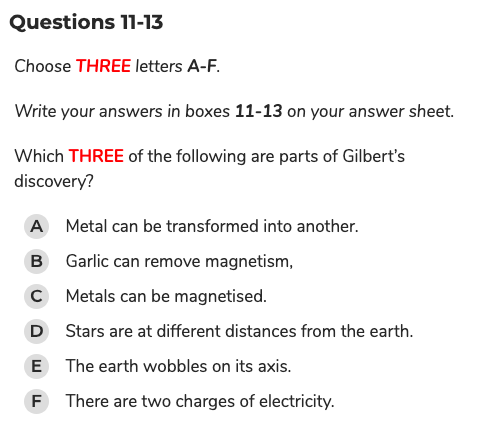 Questions 11-13
Choose THREE letters A-F.
Write your answers in boxes 11-13 on your answer sheet.
Which THREE of the following are parts of Gilbert's
discovery?
A Metal can be transformed into another.
B Garlic can remove magnetism,
C Metals can be magnetised.
D Stars are at different distances from the earth.
E The earth wobbles on its axis.
F There are two charges of electricity.